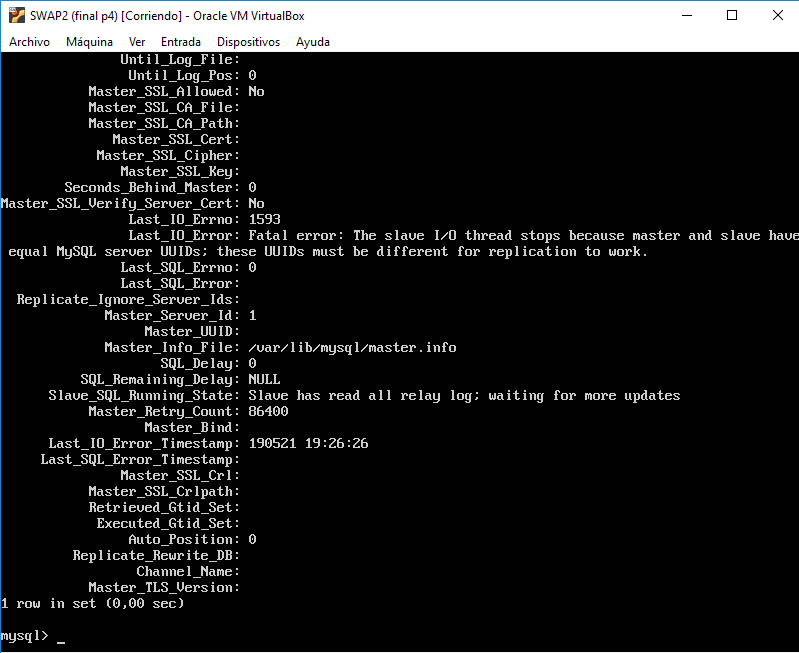 SWAP2 (final p4) [Corriendo] - Oracle VM VirtualBox
Archivo Máquina Ver Entrada Dispositivos Ayuda
Until_Log_File:
Until_Log_Pos: 0
Master_SSL_Allowed: No
Master_SSL_CA_File:
Master_SSL_CA_Path:
Master_SSL_Cert:
Master_SSL_Cipher:
Master_SSL_Key:
Seconds_Behind_Master: 0
Master_SSL_Verify_Server_Cert: No
Last_IO_Errno: 1593
Last_IO_Error: Fatal error: The slave I/O thread stops because master and slave have
equal MySQL server UUIDs; these UUIDs must be different for replication to work.
Last_SQL_Errno: 0
Last_SQL_Error:
Replicate_Ignore_Server_Ids:
Master_Server_Id: 1
Master_UUID:
Master_Info_File: /var/lib/mysql/master.info
SQL_Delay: 0
SQL_Remaining_Delay: NULL
Slave_SQL_Running_State: Slave has read all relay log; waiting for more updates
Master_Retry_Count: 86400
Master_Bind:
Last_IO_Error_Timestamp: 190521 19:26:26
Last_SQL_Error_Timestamp:
Master_SSL_Crl:
Master_SSL_Crlpath:
Retrieved_Gtid_Set:
Executed_Gtid_Set:
Auto_Position: 0
Replicate_Rewrite_DB:
Channel_Name:
Master_TLS_Version:
1 row in set (0,00 sec)
mysql> _